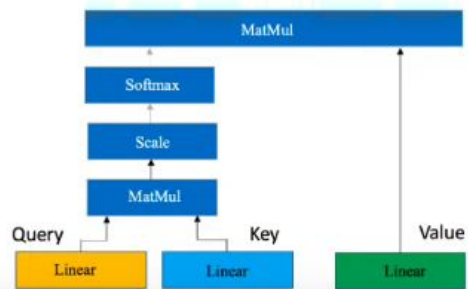 MatMul
Softmax
Scale
MatMul
Query
Key
Value
Linear
Linear
Linear